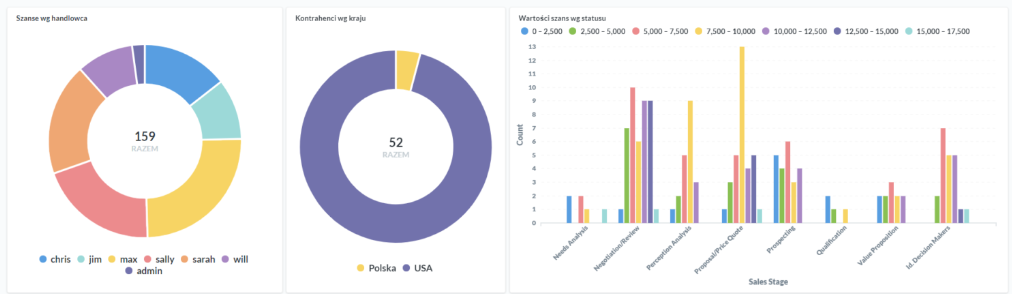 Szanse wg handlowca
159
RAZEM
chris jim max sally sarah will
admin
Kontrahenci wg kraju
52
RAZEM
Polska USA
Wartości szans wg statusu
0 – 2,500 2,500 – 5,000 5,000 – 7,500 7,500 – 10,000 10,000 – 12,500 12,500 – 15,000 15,000 – 17,500
13
12
11
10
9
8
7
6
5
4
3
2
1
0
Count
Needs Analysis
Negotiation/Review
Perception Analysis
Proposal/Price Quote
Prospecting
Qualification
Value Proposition
Id. Decision Makers
Sales Stage